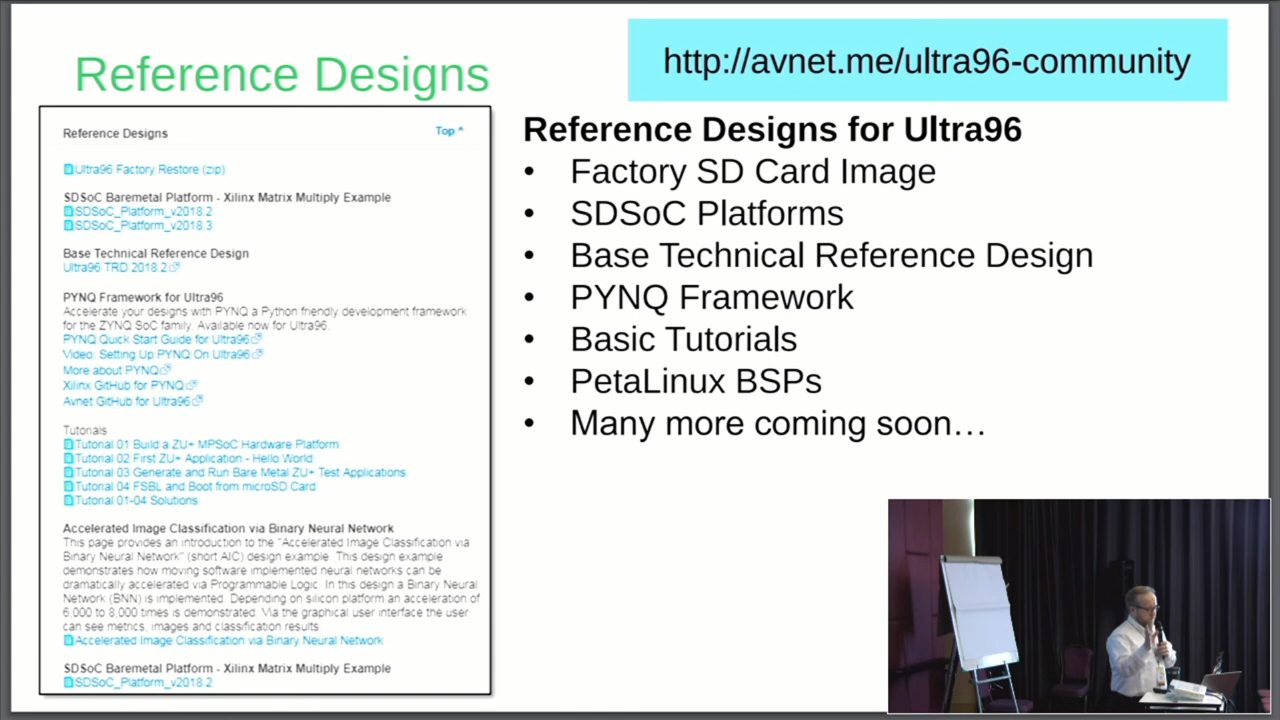 Reference Designs
http://avnet.me/ultra96-community
Reference Designs
Top ^
Ultra96 Factory Restore (zip)
SDSoC Baremetal Platform - Xilinx Matrix Multiply Example
SDSoC_Platform_v2018.2
SDSoC_Platform_v2018.3
Base Technical Reference Design
Ultra96 TRD 2018.2
PYNQ Framework for Ultra96
Accelerate your designs with PYNQ a Python friendly development framework
for the ZYNQ SoC family. Available now for Ultra96.
PYNQ Quick Start Guide for Ultra96
Video: Setting Up PYNQ On Ultra96
More about PYNQ
Xilinx GitHub for PYNQ
Avnet GitHub for Ultra96
Tutorials
Tutorial 01 Build a ZU+ MPSoC Hardware Platform
Tutorial 02 First ZU+ Application - Hello World
Tutorial 03 Generate and Run Bare Metal ZU+ Test Applications
Tutorial 04 FSBL and Boot from microSD Card
Tutorial 01-04 Solutions
Accelerated Image Classification via Binary Neural Network
This page provides an introduction to the "Accelerated Image Classification via
Binary Neural Network" (short AIC) design example. This design example
demonstrates how moving software implemented neural networks can be
dramatically accelerated via Programmable Logic. In this design a Binary Neural
Network (BNN) is implemented. Depending on silicon platform an acceleration of
6,000 to 8,000 times is demonstrated. Via the graphical user interface the user
can see metrics, images and classification results.
Accelerated Image Classification via Binary Neural Network
SDSoC Baremetal Platform - Xilinx Matrix Multiply Example
SDSoC_Platform_v2018.2
Reference Designs for Ultra96
• Factory SD Card Image
• SDSoC Platforms
• Base Technical Reference Design
• PYNQ Framework
• Basic Tutorials
• PetaLinux BSPs
• Many more coming soon…